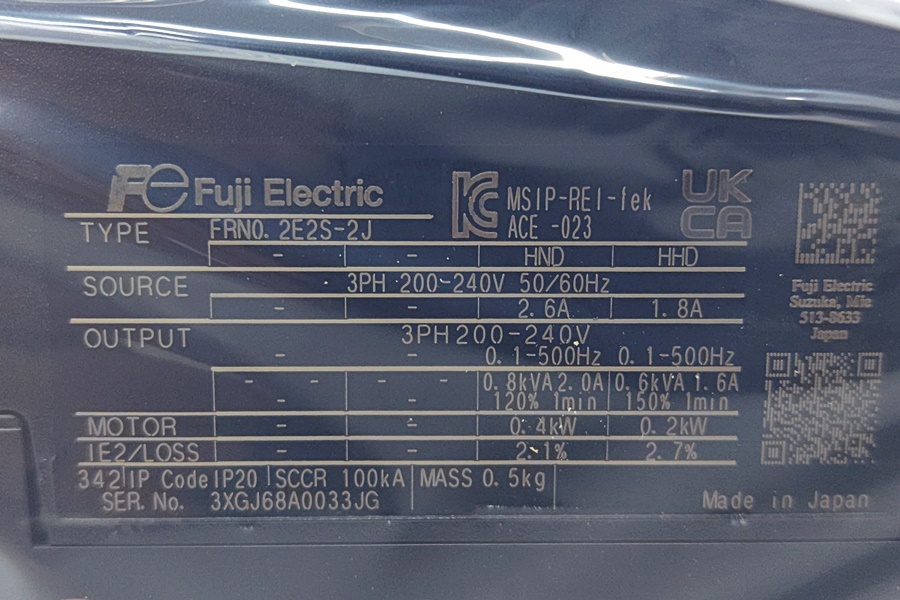 Fe Fuji Electric
MSIP-REI-fek
ACE -023
UK
CA
TYPE FRN0.2E2S-2J
- - HND HHD
SOURCE 3PH 200-240V 50/60Hz
- - 2.6A 1.8A
OUTPUT 3PH200-240V
- - 0.1-500Hz 0.1-500Hz
- - - - 0.8kVA 2.0A 0.6kVA 1.6A
- - 120% 1min 150% 1min
MOTOR - - 0.4kW 0.2kW
IE2/LOSS - - 2.1% 2.7%
342 IP Code IP20 SCCR 100kA MASS 0.5kg
SER. No. 3XGJ68A0033JG
Fuji Electric
Suzuka, Mie
513-8633
Japan
Made in Japan